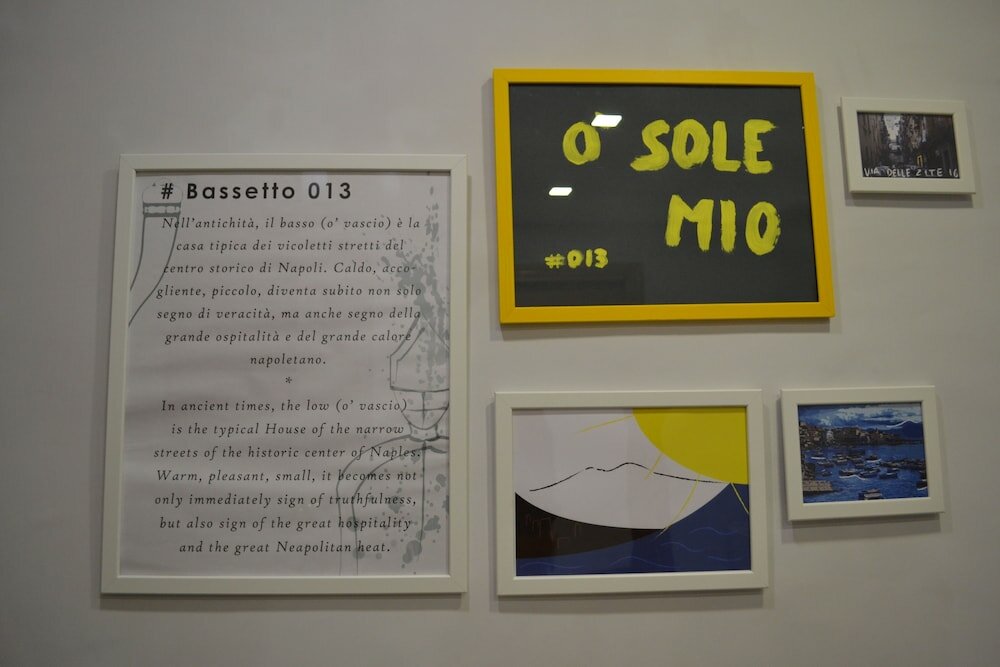 # Bassetto 013
Nell'antichità, il basso (o' vascio) è la
casa tipica dei vicoletti stretti del
centro storico di Napoli. Caldo, acco-
gliente, piccolo, diventa subito non solo
segno di veracità, ma anche segno della
grande ospitalità e del grande calore
napoletano.
*
In ancient times, the low (o' vascio)
is the typical House of the narrow
streets of the historic center of Naples.
Warm, pleasant, small, it becomes not
only immediately sign of truthfulness,
but also sign of the great hospitality
and the great Neapolitan heat.
O SOLE
MIO
#013
VIA DELLE ZITE 16